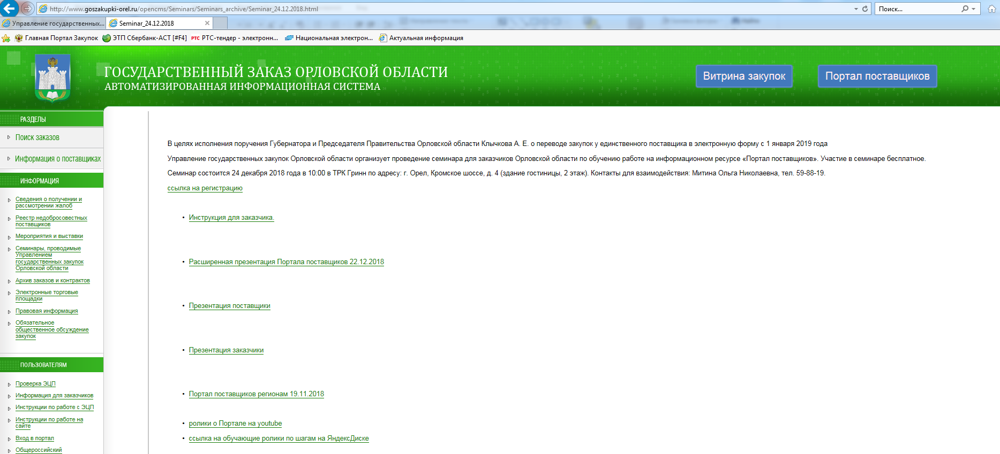 http://www.goszakupki-orel.ru/opencms/Seminars/Seminars_archive/Seminar_24.12.2018.html
Поиск...
Управление государственных...
Seminar_24.12.2018
Главная Портал Закупок
ЭТП Сбербанк-АСТ [#F4]
РТС РТС-тендер - электронн...
Национальная электрон...
Актуальная информация
ГОСУДАРСТВЕННЫЙ ЗАКАЗ ОРЛОВСКОЙ ОБЛАСТИ
АВТОМАТИЗИРОВАННАЯ ИНФОРМАЦИОННАЯ СИСТЕМА
Витрина закупок
Портал поставщиков
РАЗДЕЛЫ
Поиск заказов
Информация о поставщиках
ИНФОРМАЦИЯ
Сведения о получении и
рассмотрении жалоб
Реестр недобросовестных
поставщиков
Мероприятия и выставки
Семинары, проводимые
Управлением
государственных закупок
Орловской области
Архив заказов и контрактов
Электронные торговые
площадки
Правовая информация
Обязательное
общественное обсуждение
закупок
ПОЛЬЗОВАТЕЛЯМ
Проверка ЭЦП
Информация для заказчиков
Инструкции по работе с ЭЦП
Инструкции по работе на
сайте
Вход в портал
Общероссийский
В целях исполнения поручения Губернатора и Председателя Правительства Орловской области Клычкова А. Е. о переводе закупок у единственного поставщика в электронную форму с 1 января 2019 года
Управление государственных закупок Орловской области организует проведение семинара для заказчиков Орловской области по обучению работе на информационном ресурсе «Портал поставщиков». Участие в семинаре бесплатное.
Семинар состоится 24 декабря 2018 года в 10:00 в ТРК Гринн по адресу: г. Орел, Кромское шоссе, д. 4 (здание гостиницы, 2 этаж). Контакты для взаимодействия: Митина Ольга Николаевна, тел. 59-88-19.
ссылка на регистрацию
• Инструкция для заказчика.
• Расширенная презентация Портала поставщиков 22.12.2018
• Презентация поставщики
• Презентация заказчики
• Портал поставщиков регионам 19.11.2018
• ролики о Портале на youtube
• ссылка на обучающие ролики по шагам на ЯндексДиске